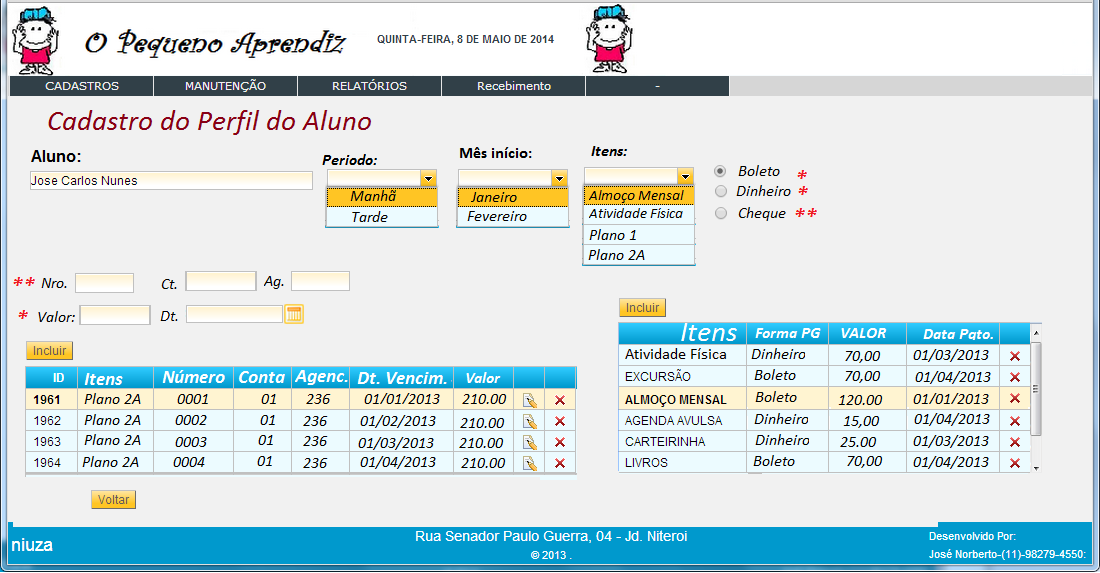 O Pequeno Aprendiz QUINTA-FEIRA, 8 DE MAIO DE 2014
CADASTROS MANUTENÇÃO RELATÓRIOS Recebimento -
Cadastro do Perfil do Aluno
Aluno: Periodo: Mês início: Itens:
Jose Carlos Nunes
Manhã Janeiro Almoço Mensal
Tarde Fevereiro Atividade Física
Plano 1
Plano 2A
Boleto *
Dinheiro *
Cheque **
** Nro. Ct. Ag.
* Valor: Dt.
Incluir
ID Itens Número Conta Agenc. Dt. Vencim. Valor
1961 Plano 2A 0001 01 236 01/01/2013 210.00
1962 Plano 2A 0002 01 236 01/02/2013 210.00
1963 Plano 2A 0003 01 236 01/03/2013 210.00
1964 Plano 2A 0004 01 236 01/04/2013 210.00
Voltar
Incluir
Itens Forma PG VALOR Data Pgto.
Atividade Física Dinheiro 70,00 01/03/2013
EXCURSÃO Boleto 70,00 01/04/2013
ALMOÇO MENSAL Boleto 120.00 01/01/2013
AGENDA AVULSA Dinheiro 15,00 01/04/2013
CARTEIRINHA Dinheiro 25.00 01/03/2013
LIVROS Boleto 70,00 01/04/2013
niuza
Rua Senador Paulo Guerra, 04 - Jd. Niteroi
© 2013 .
Desenvolvido Por:
José Norberto-(11)-98279-4550: